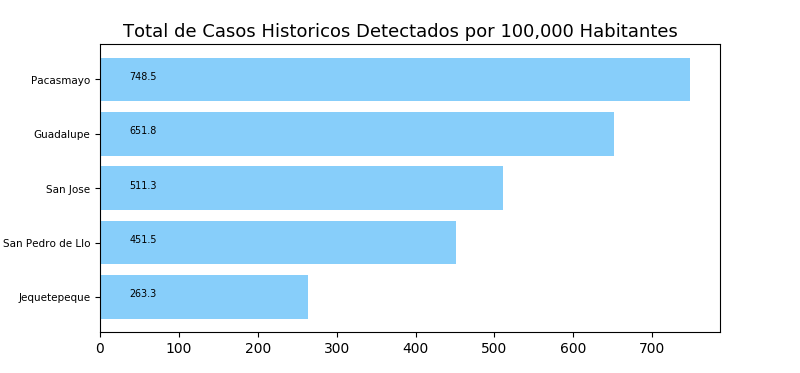 Total de Casos Historicos Detectados por 100,000 Habitantes
Pacasmayo 748.5
Guadalupe 651.8
San Jose 511.3
San Pedro de Llo 451.5
Jequetepeque 263.3
0 100 200 300 400 500 600 700